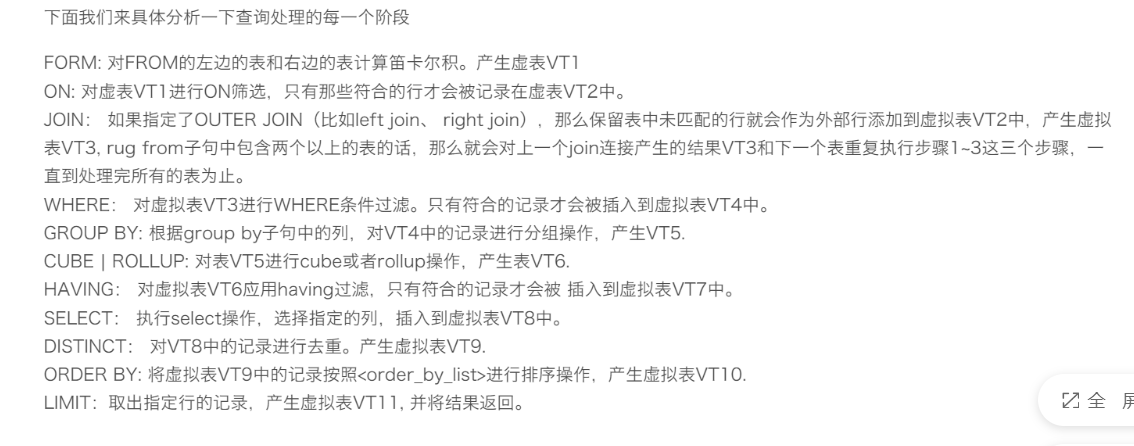 下面我们来具体分析一下查询处理的每一个阶段
FORM: 对FROM的左边的表和右边的表计算笛卡尔积。产生虚表VT1
ON: 对虚表VT1进行ON筛选，只有那些符合的行才会被记录在虚表VT2中。
JOIN： 如果指定了OUTER JOIN（比如left join、 right join），那么保留表中未匹配的行就会作为外部行添加到虚拟表VT2中，产生虚拟
表VT3, rug from子句中包含两个以上的表的话，那么就会对上一个join连接产生的结果VT3和下一个表重复执行步骤1~3这三个步骤，一
直到处理完所有的表为止。
WHERE： 对虚拟表VT3进行WHERE条件过滤。只有符合的记录才会被插入到虚拟表VT4中。
GROUP BY: 根据group by子句中的列，对VT4中的记录进行分组操作，产生VT5.
CUBE | ROLLUP: 对表VT5进行cube或者rollup操作，产生表VT6.
HAVING： 对虚拟表VT6应用having过滤，只有符合的记录才会被 插入到虚拟表VT7中。
SELECT： 执行select操作，选择指定的列，插入到虚拟表VT8中。
DISTINCT： 对VT8中的记录进行去重。产生虚拟表VT9.
ORDER BY: 将虚拟表VT9中的记录按照<order_by_list>进行排序操作，产生虚拟表VT10.
LIMIT：取出指定行的记录，产生虚拟表VT11, 并将结果返回。
全 屏